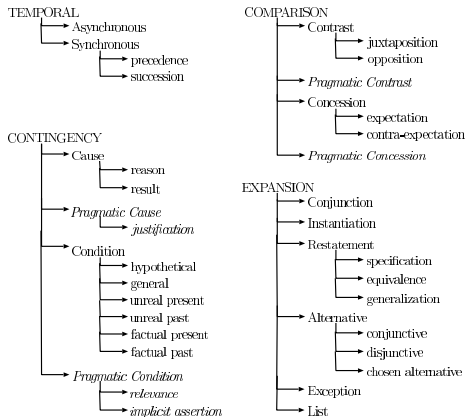 TEMPORAL
Asynchronous
Synchronous
precedence
succession
CONTINGENCY
Cause
reason
result
Pragmatic Cause
justification
Condition
hypothetical
general
unreal present
unreal past
factual present
factual past
Pragmatic Condition
relevance
implicit assertion
COMPARISON
Contrast
juxtaposition
opposition
Pragmatic Contrast
Concession
expectation
contra-expectation
Pragmatic Concession
EXPANSION
Conjunction
Instantiation
Restatement
specification
equivalence
generalization
Alternative
conjunctive
disjunctive
chosen alternative
Exception
List